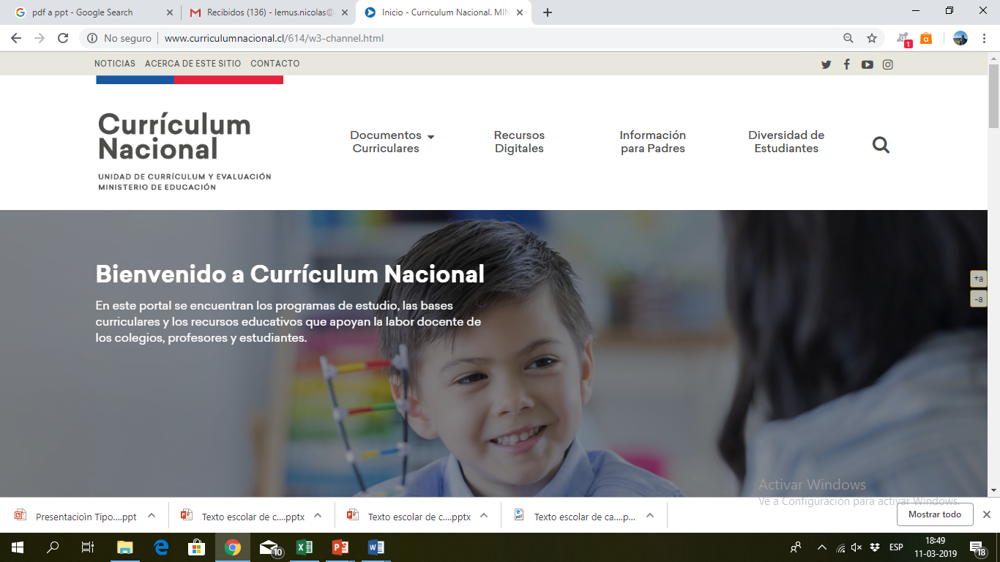 pdf a ppt - Google Search
Recibidos (136) - lemus.nicolas@
Inicio - Curriculum Nacional. MIN
No seguro
www.curriculumnacional.cl/614/w3-channel.html
1
a
NOTICIAS ACERCA DE ESTE SITIO CONTACTO
Currículum
Nacional
UNIDAD DE CURRÍCULUM Y EVALUACIÓN
MINISTERIO DE EDUCACIÓN
Documentos
Curriculares
Recursos
Digitales
Información
para Padres
Diversidad de
Estudiantes
Bienvenido a Currículum Nacional
En este portal se encuentran los programas de estudio, las bases
curriculares y los recursos educativos que apoyan la labor docente de
los colegios, profesores y estudiantes.
+a
-a
Activar Windows
Ve a Configuración para activar Windows.
Presentacioìn Tipo....ppt
Texto escolar de c....pptx
Texto escolar de c....pptx
Texto escolar de ca....p...
Mostrar todo
10
ESP
18:49
11-03-2019
18